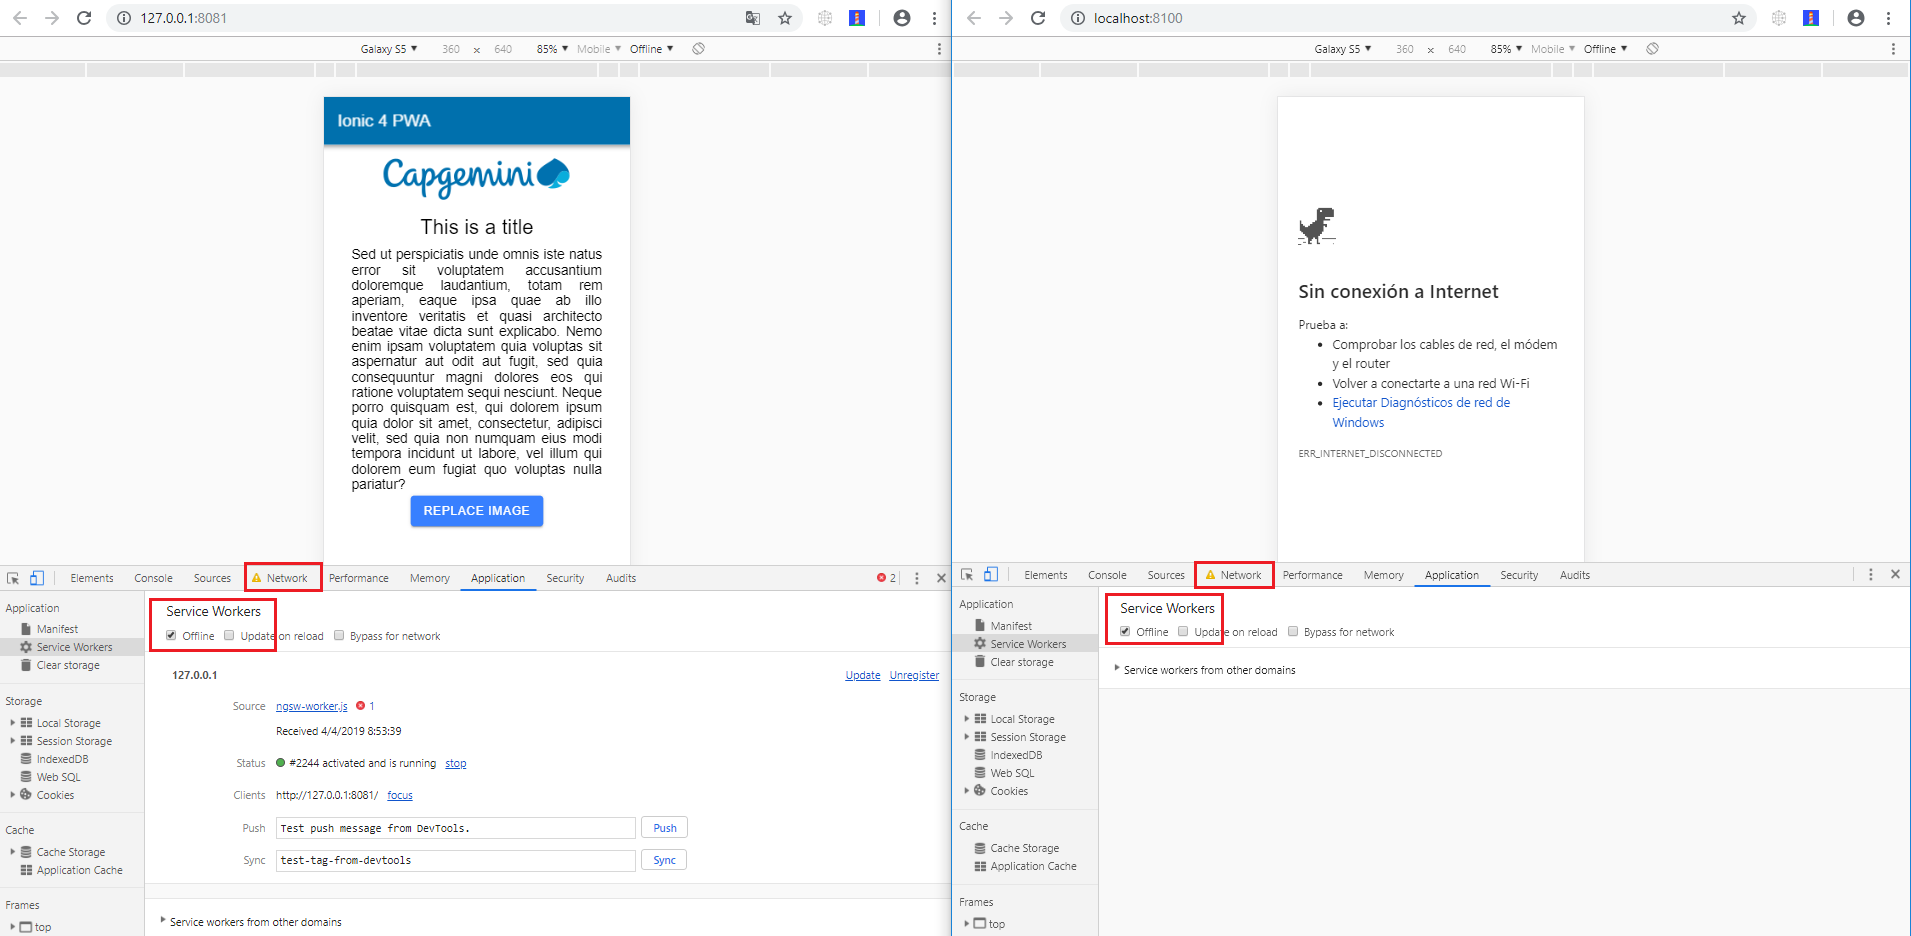 127.0.0.1:8081
Galaxy S5 ▼ 360 × 640 85% ▼ Mobile ▼ Offline ▼
Ionic 4 PWA
Capgemini
This is a title
Sed ut perspiciatis unde omnis iste natus
error sit voluptatem accusantium
doloremque laudantium, totam rem
aperiam, eaque ipsa quae ab illo
inventore veritatis et quasi architecto
beatae vitae dicta sunt explicabo. Nemo
enim ipsam voluptatem quia voluptas sit
aspernatur aut odit aut fugit, sed quia
consequuntur magni dolores eos qui
ratione voluptatem sequi nesciunt. Neque
porro quisquam est, qui dolorem ipsum
quia dolor sit amet, consectetur, adipisci
velit, sed quia non numquam eius modi
tempora incidunt ut labore, vel illum qui
dolorem eum fugiat quo voluptas nulla
pariatur?
REPLACE IMAGE
Elements Console Sources Network Performance Memory Application Security Audits 2
Application
Manifest
Service Workers
Clear storage
Storage
Local Storage
Session Storage
IndexedDB
Web SQL
Cookies
Cache
Cache Storage
Application Cache
Frames
top
Service Workers
Offline Update on reload Bypass for network
127.0.0.1 Update Unregister
Source ngsw-worker.js 1
Received 4/4/2019 8:53:39
Status #2244 activated and is running stop
Clients http://127.0.0.1:8081/ focus
Push Test push message from DevTools. Push
Sync test-tag-from-devtools Sync
Service workers from other domains
localhost:8100
Galaxy S5 ▼ 360 × 640 85% ▼ Mobile ▼ Offline ▼
Sin conexión a Internet
Prueba a:
• Comprobar los cables de red, el módem
y el router
• Volver a conectarte a una red Wi-Fi
• Ejecutar Diagnósticos de red de
Windows
ERR_INTERNET_DISCONNECTED
Elements Console Sources Network Performance Memory Application Security Audits
Application
Manifest
Service Workers
Clear storage
Storage
Local Storage
Session Storage
IndexedDB
Web SQL
Cookies
Cache
Cache Storage
Application Cache
Frames
top
Service Workers
Offline Update on reload Bypass for network
Service workers from other domains